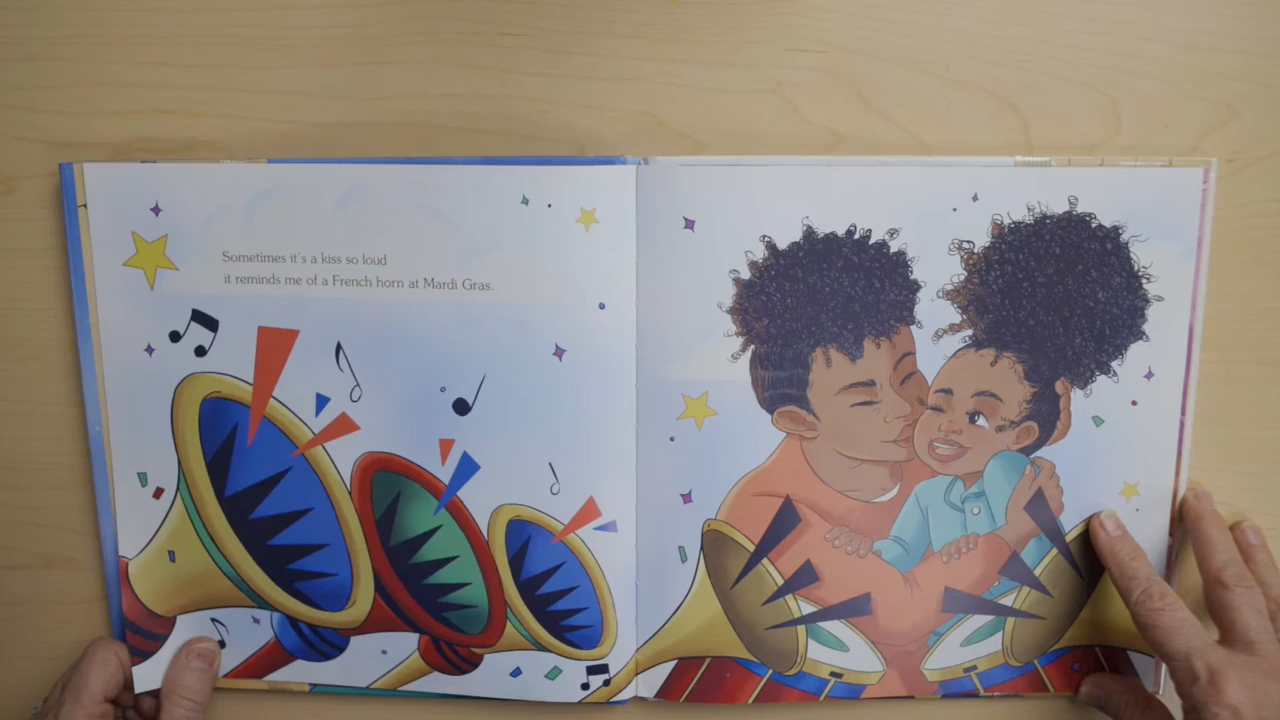 Sometimes it's a kiss so loud
it reminds me of a French horn at Mardi Gras.